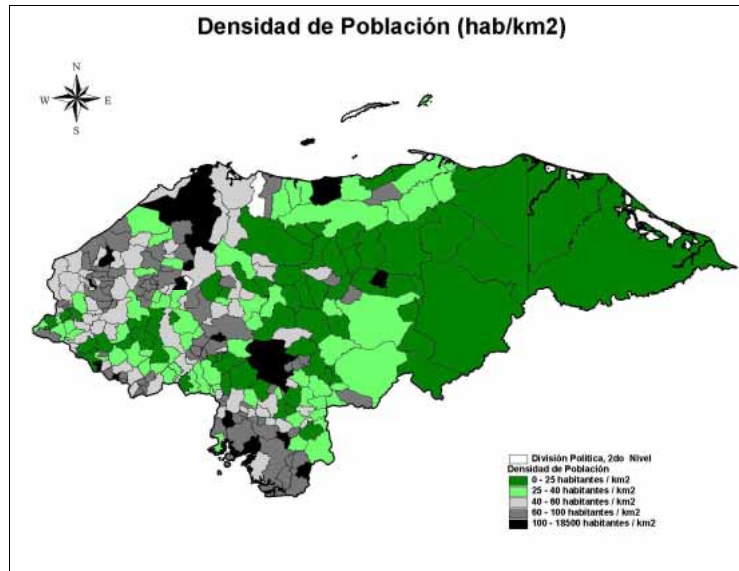 Densidad de Población (hab/km2)
N
W E
S
División Política, 2do Nivel
Densidad de Población
0 - 25 habitantes / km2
25 - 40 habitantes / km2
40 - 60 habitantes / km2
60 - 100 habitantes / km2
100 - 18500 habitantes / km2